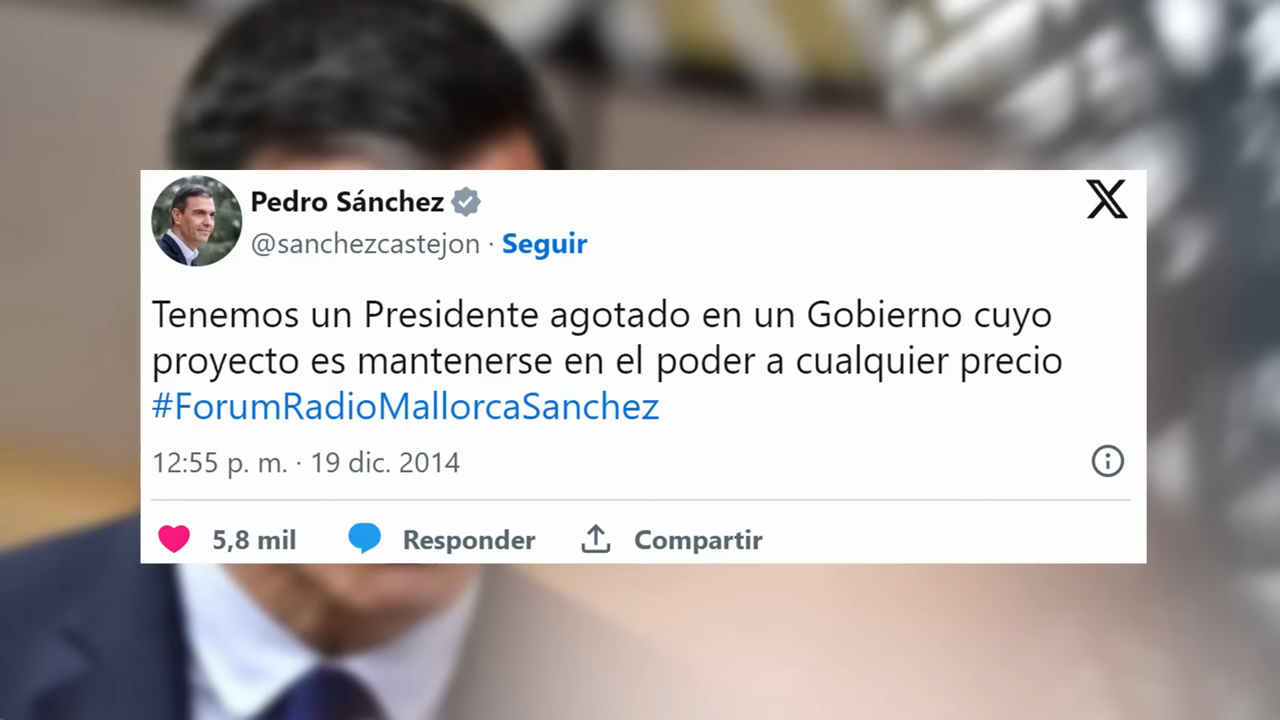 Pedro Sánchez
@sanchezcastejon · Seguir
Tenemos un Presidente agotado en un Gobierno cuyo
proyecto es mantenerse en el poder a cualquier precio
#ForumRadioMallorcaSanchez
12:55 p. m. · 19 dic. 2014
5,8 mil Responder Compartir